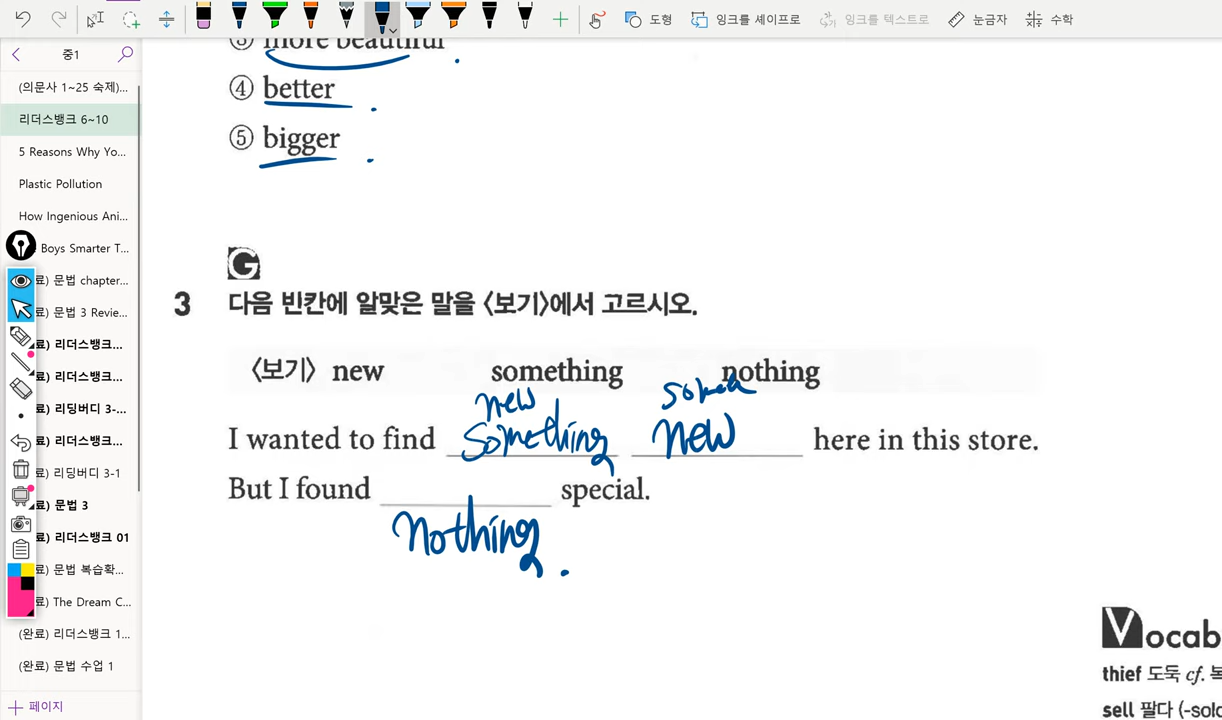 도형
잉크를 셰이프로
잉크를 텍스트로
눈금자
수학
중1
(의문사 1~25 숙제)...
리더스뱅크 6~10
5 Reasons Why Yo...
Plastic Pollution
How Ingenious Ani...
Boys Smarter T...
료) 문법 chapter...
료) 문법 3 Revie...
료) 리더스뱅크...
료) 리더스뱅크...
료) 리딩버디 3-...
료) 리더스뱅크...
료) 리딩버디 3-1
료) 문법 3
료) 리더스뱅크 01
료) 문법 복습확...
료) The Dream C...
(완료) 리더스뱅크 1...
(완료) 문법 수업 1
페이지
③ more beautiful
④ better
⑤ bigger
G
3 다음 빈칸에 알맞은 말을 〈보기〉에서 고르시오.
〈보기〉 new something nothing
new
I wanted to find something new here in this store.
But I found special.
nothing.
Vocab
thief 도둑 cf. 복
sell 팔다 (-sold